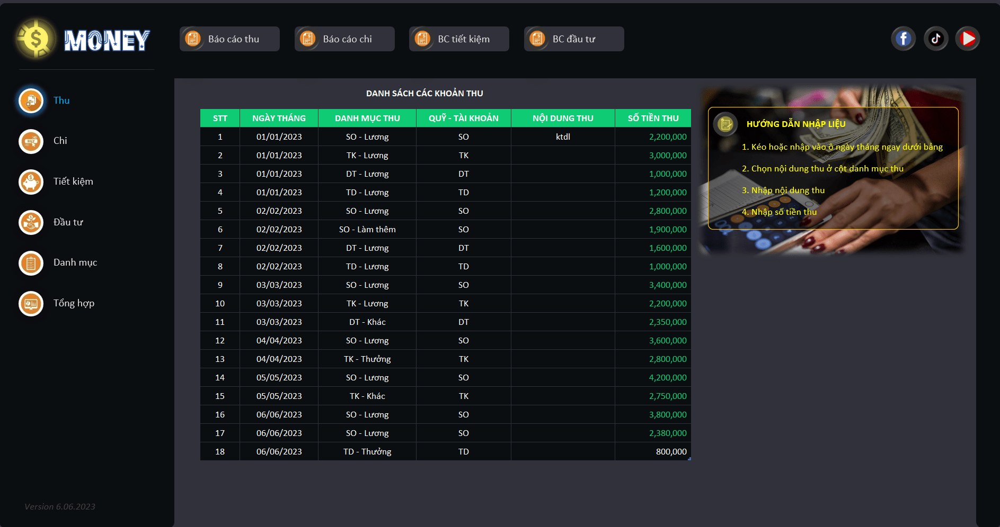 MONEY
Báo cáo thu
Báo cáo chi
BC tiết kiệm
BC đầu tư
Thu
Chi
Tiết kiệm
Đầu tư
Danh mục
Tổng hợp
Version 6.06.2023
DANH SÁCH CÁC KHOẢN THU
STT NGÀY THÁNG DANH MỤC THU QUỸ - TÀI KHOẢN NỘI DUNG THU SỐ TIỀN THU
1 01/01/2023 SO - Lương SO ktdl 2,200,000
2 01/01/2023 TK - Lương TK 3,000,000
3 01/01/2023 DT - Lương DT 1,000,000
4 01/01/2023 TD - Lương TD 1,200,000
5 02/02/2023 SO - Lương SO 2,800,000
6 02/02/2023 SO - Làm thêm SO 1,900,000
7 02/02/2023 DT - Lương DT 1,600,000
8 02/02/2023 TD - Lương TD 1,000,000
9 03/03/2023 SO - Lương SO 3,400,000
10 03/03/2023 TK - Lương TK 2,200,000
11 03/03/2023 DT - Khác DT 2,350,000
12 04/04/2023 SO - Lương SO 3,600,000
13 04/04/2023 TK - Thưởng TK 2,800,000
14 05/05/2023 SO - Lương SO 4,200,000
15 05/05/2023 TK - Khác TK 2,750,000
16 06/06/2023 SO - Lương SO 3,800,000
17 06/06/2023 SO - Lương SO 2,380,000
18 06/06/2023 TD - Thưởng TD 800,000
HƯỚNG DẪN NHẬP LIỆU
1. Kéo hoặc nhập vào ô ngày tháng ngay dưới bảng
2. Chọn nội dung thu ở cột danh mục thu
3. Nhập nội dung thu
4. Nhập số tiền thu